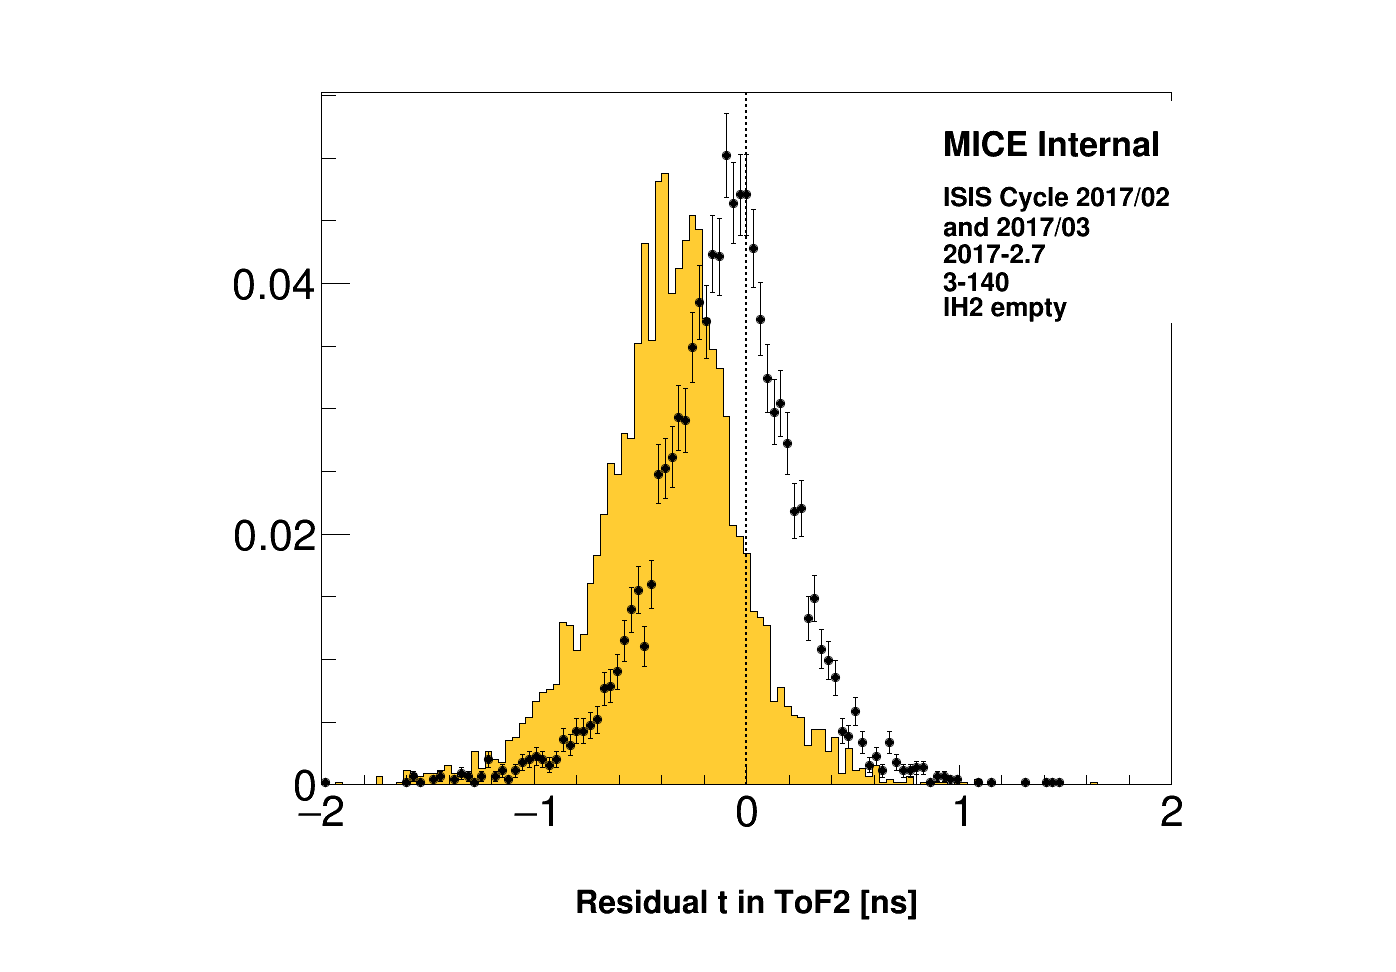 MICE Internal
ISIS Cycle 2017/02
and 2017/03
2017-2.7
3-140
lH2 empty
0.04
0.02
0
−2
−1
0
1
2
Residual t in ToF2 [ns]